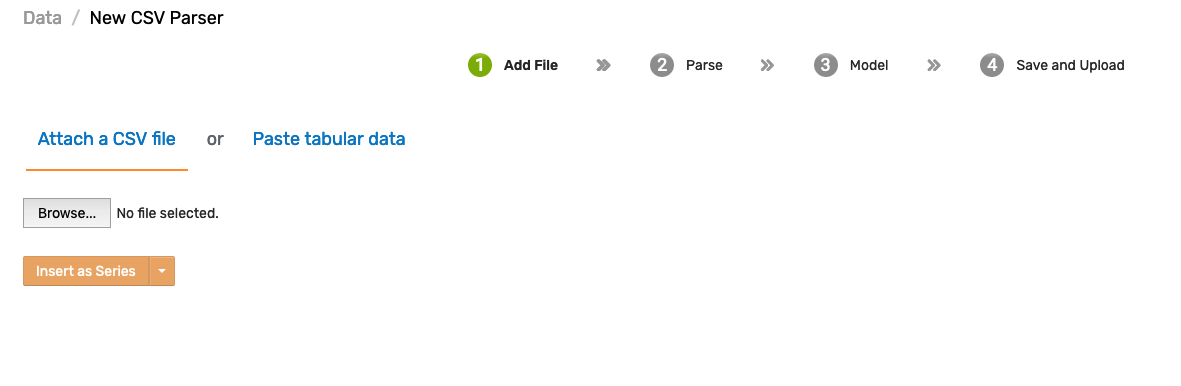 Data / New CSV Parser
1 Add File » 2 Parse » 3 Model » 4 Save and Upload
Attach a CSV file or Paste tabular data
Browse... No file selected.
Insert as Series